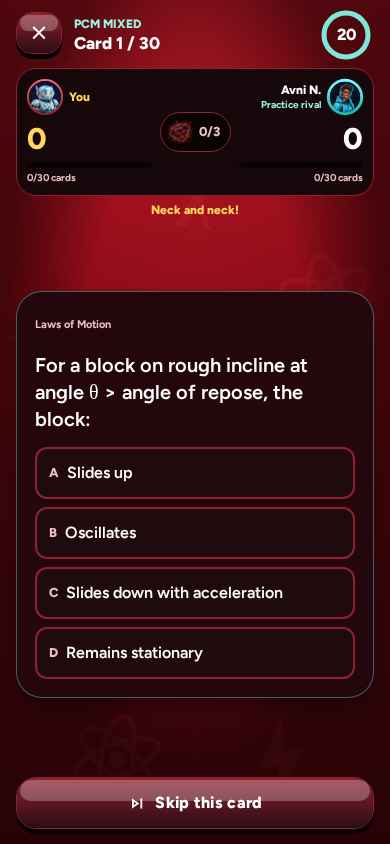 PCM MIXED
Card 1 / 30
20
You
Avni N.
Practice rival
0
0/3
0
0/30 cards
0/30 cards
Neck and neck!
Laws of Motion
For a block on rough incline at
angle θ > angle of repose, the
block:
A Slides up
B Oscillates
C Slides down with acceleration
D Remains stationary
Skip this card